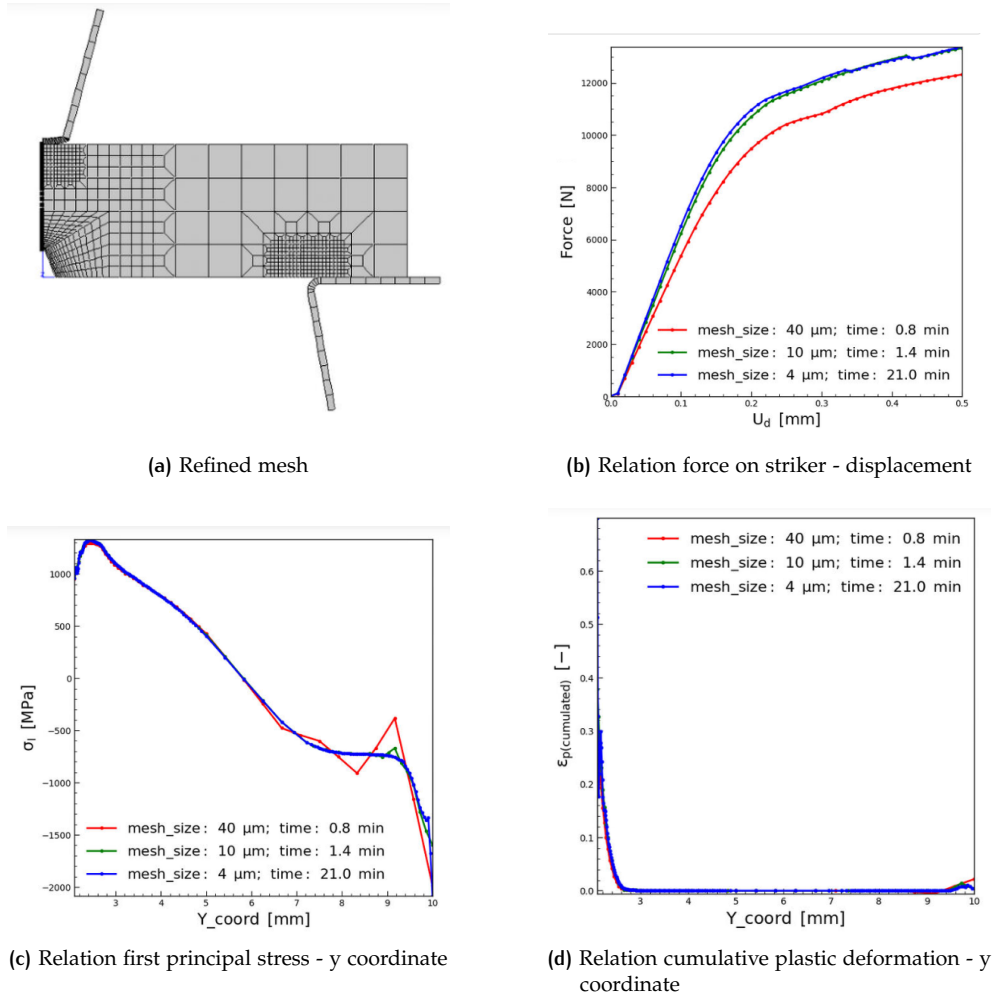 (a) Refined mesh
12000
10000
8000
6000
4000
2000
0
Force [N]
mesh_size: 40 μm; time: 0.8 min
mesh_size: 10 μm; time: 1.4 min
mesh_size: 4 μm; time: 21.0 min
0.0 0.1 0.2 0.3 0.4 0.5
U_d [mm]
(b) Relation force on striker - displacement
1000
500
0
−500
−1000
−1500
−2000
σ_I [MPa]
mesh_size: 40 μm; time: 0.8 min
mesh_size: 10 μm; time: 1.4 min
mesh_size: 4 μm; time: 21.0 min
3 4 5 6 7 8 9 10
Y_coord [mm]
(c) Relation first principal stress - y coordinate
0.6
0.5
0.4
0.3
0.2
0.1
0.0
ε_p(cumulated) [−]
mesh_size: 40 μm; time: 0.8 min
mesh_size: 10 μm; time: 1.4 min
mesh_size: 4 μm; time: 21.0 min
3 4 5 6 7 8 9 10
Y_coord [mm]
(d) Relation cumulative plastic deformation - y
coordinate